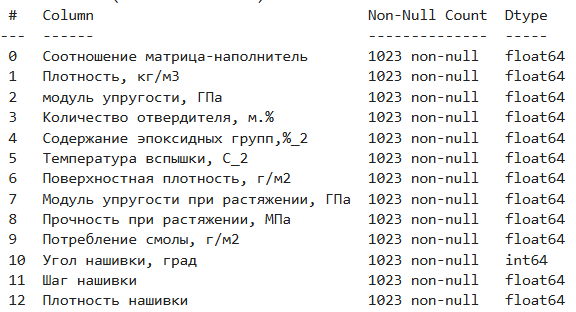 #   Column                                Non-Null Count  Dtype
---  ------                                --------------  -----
0   Соотношение матрица-наполнитель       1023 non-null   float64
1   Плотность, кг/м3                      1023 non-null   float64
2   модуль упругости, ГПа                 1023 non-null   float64
3   Количество отвердителя, м.%           1023 non-null   float64
4   Содержание эпоксидных групп,%_2       1023 non-null   float64
5   Температура вспышки, С_2              1023 non-null   float64
6   Поверхностная плотность, г/м2         1023 non-null   float64
7   Модуль упругости при растяжении, ГПа  1023 non-null   float64
8   Прочность при растяжении, МПа         1023 non-null   float64
9   Потребление смолы, г/м2               1023 non-null   float64
10  Угол нашивки, град                    1023 non-null   int64
11  Шаг нашивки                           1023 non-null   float64
12  Плотность нашивки                     1023 non-null   float64